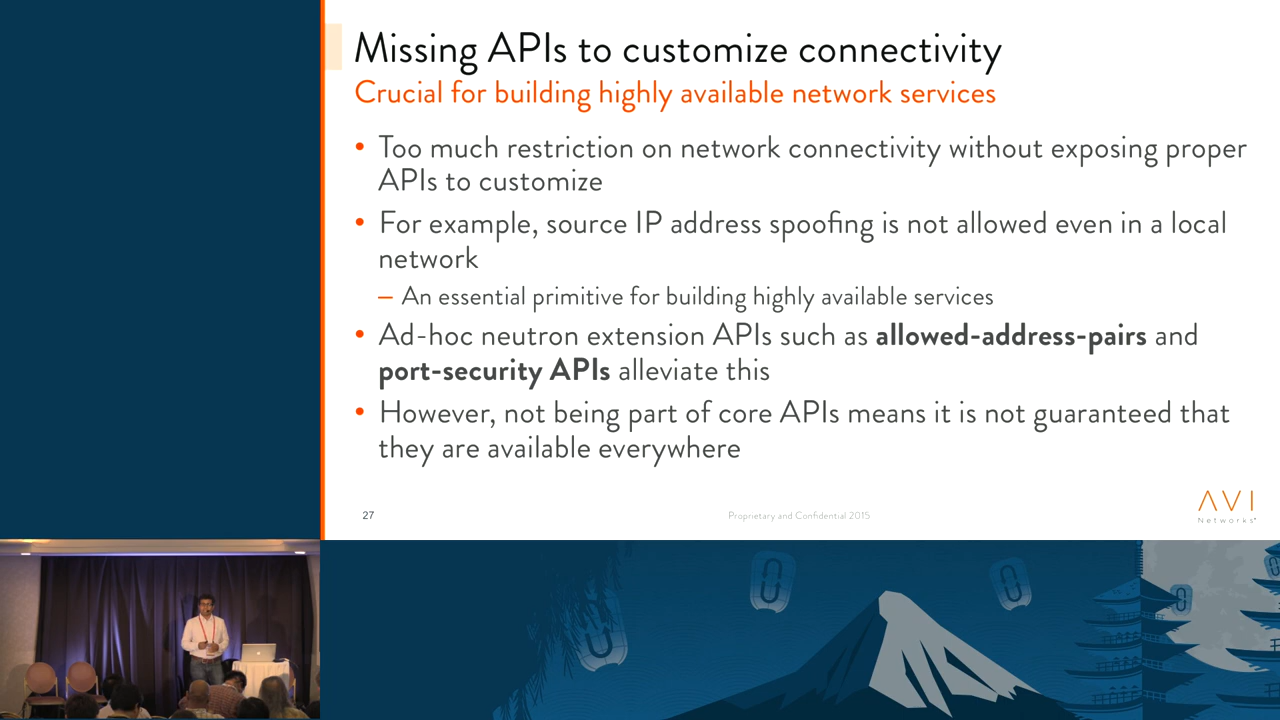 Missing APIs to customize connectivity
Crucial for building highly available network services
• Too much restriction on network connectivity without exposing proper
APIs to customize
• For example, source IP address spoofing is not allowed even in a local
network
– An essential primitive for building highly available services
• Ad-hoc neutron extension APIs such as allowed-address-pairs and
port-security APIs alleviate this
• However, not being part of core APIs means it is not guaranteed that
they are available everywhere
27
Proprietary and Confidential 2015
AVI
Networks